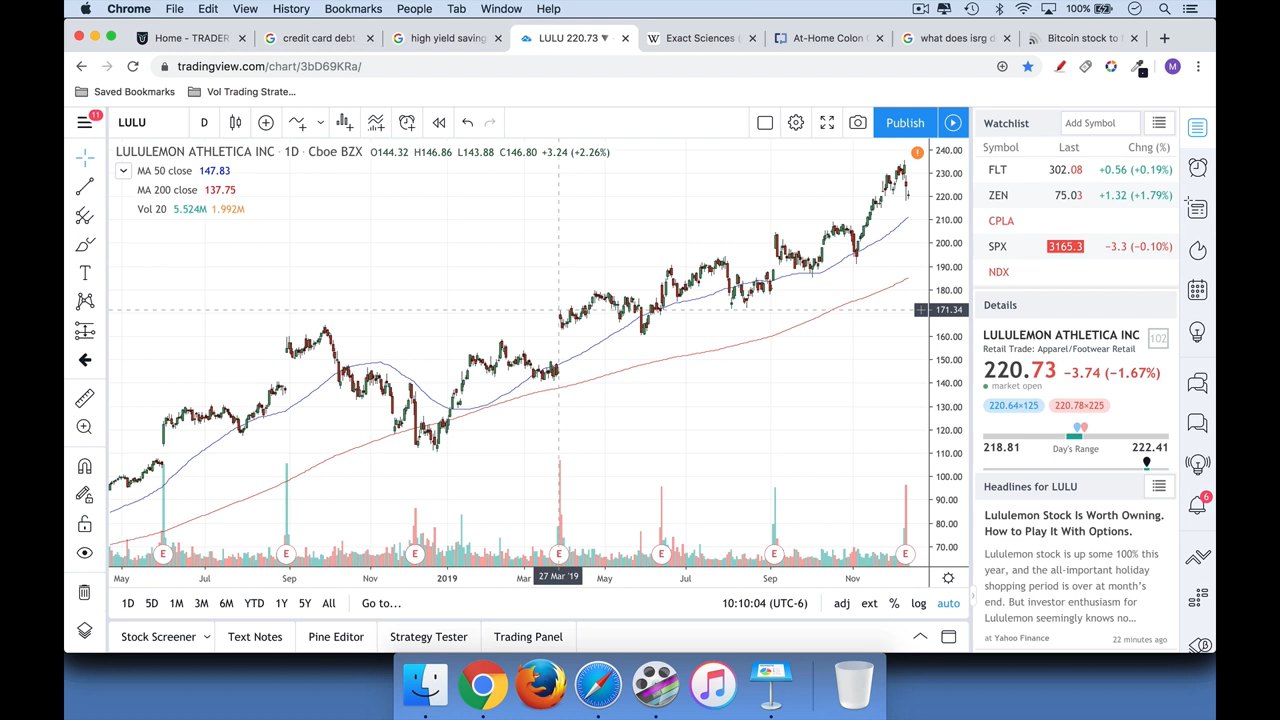 Chrome File Edit View History Bookmarks People Tab Window Help 100%
Home - TRADER credit card debt high yield saving LULU 220.73 ▼ Exact Sciences ( At-Home Colon C what does isrg d Bitcoin stock to
tradingview.com/chart/3bD69KRa/ M
Saved Bookmarks Vol Trading Strate...
11 LULU D Publish Watchlist Add Symbol
Symbol Last Chng (%)
LULULEMON ATHLETICA INC · 1D · Cboe BZX O144.32 H146.86 L143.88 C146.80 +3.24 (+2.26%)
MA 50 close 147.83
MA 200 close 137.75
Vol 20 5.524M 1.992M
240.00
230.00
220.00
210.00
200.00
190.00
180.00
171.34
160.00
150.00
140.00
130.00
120.00
110.00
100.00
90.00
80.00
70.00
E E E E E E E
May Jul Sep Nov 2019 Mar 27 Mar '19 May Jul Sep Nov
FLT 302.08 +0.56 (+0.19%)
ZEN 75.03 +1.32 (+1.79%)
CPLA
SPX 3165.3 −3.3 (−0.10%)
NDX
Details
LULULEMON ATHLETICA INC 102
Retail Trade: Apparel/Footwear Retail
220.73 −3.74 (−1.67%)
market open
220.64×125 220.78×225
218.81 Day's Range 222.41
Headlines for LULU
6
Lululemon Stock Is Worth Owning.
How to Play It With Options.
Lululemon stock is up some 100% this
year, and the all-important holiday
shopping period is over at month’s
end. But investor enthusiasm for
Lululemon seemingly knows no...
at Yahoo Finance 22 minutes ago
1D 5D 1M 3M 6M YTD 1Y 5Y All Go to... 10:10:04 (UTC-6) adj ext % log auto
Stock Screener Text Notes Pine Editor Strategy Tester Trading Panel